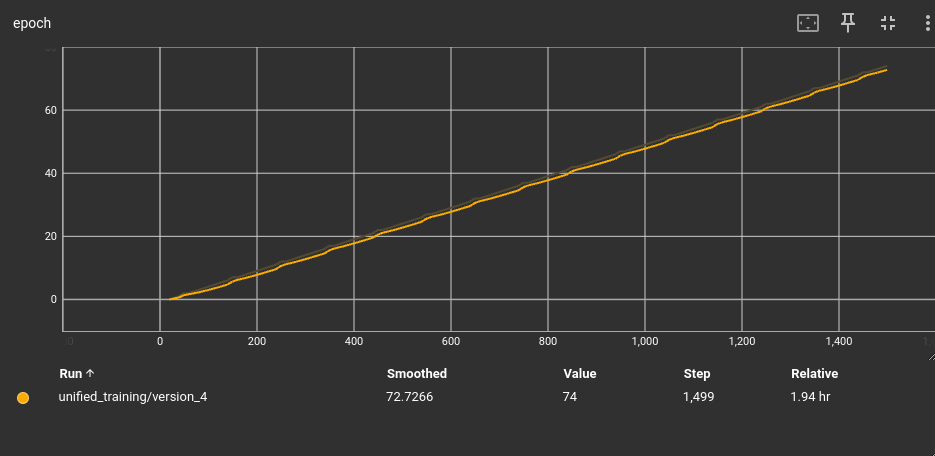 epoch
60
40
20
0
0 200 400 600 800 1,000 1,200 1,400
Run ↑ Smoothed Value Step Relative
unified_training/version_4 72.7266 74 1,499 1.94 hr